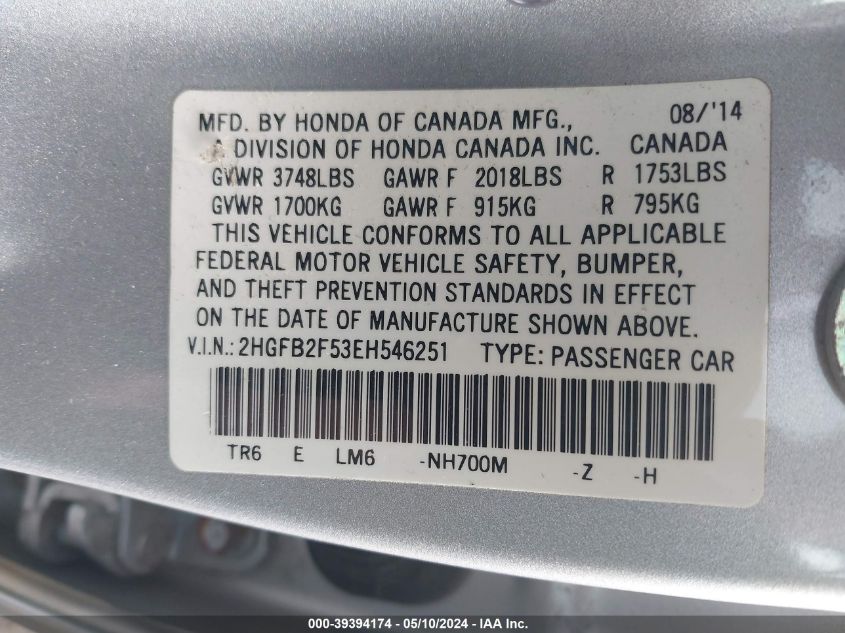 08/'14
MFD. BY HONDA OF CANADA MFG.,
A DIVISION OF HONDA CANADA INC. CANADA
GVWR 3748LBS GAWR F 2018LBS R 1753LBS
GVWR 1700KG GAWR F 915KG R 795KG
THIS VEHICLE CONFORMS TO ALL APPLICABLE
FEDERAL MOTOR VEHICLE SAFETY, BUMPER,
AND THEFT PREVENTION STANDARDS IN EFFECT
ON THE DATE OF MANUFACTURE SHOWN ABOVE.
V.I.N.: 2HGFB2F53EH546251 TYPE: PASSENGER CAR
TR6 E LM6 -NH700M -Z -H
000-39394174 - 05/10/2024 - IAA Inc.